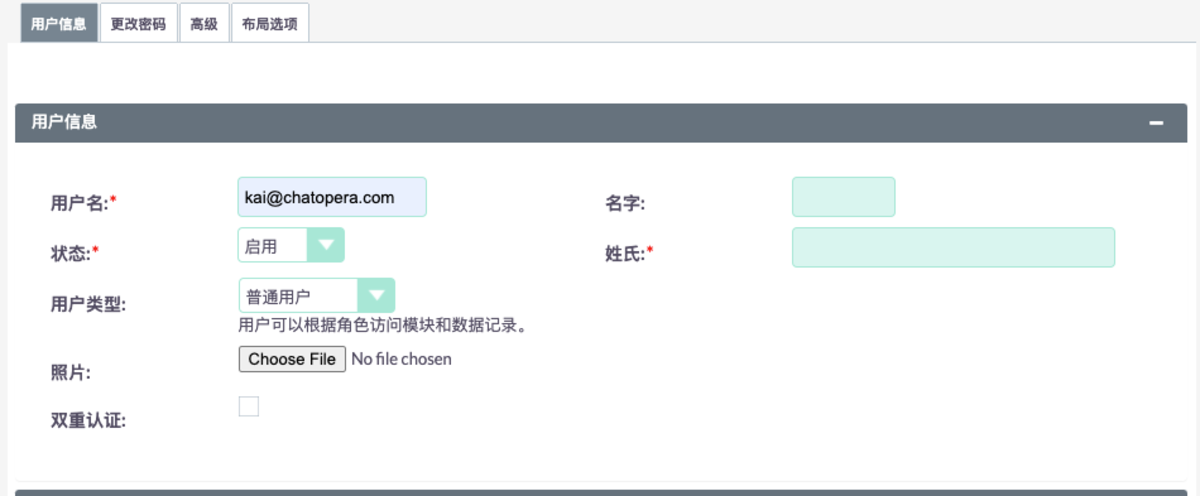 用户信息 更改密码 高级 布局选项
用户信息
用户名:* kai@chatopera.com 名字:
状态:* 启用 姓氏:*
用户类型: 普通用户
用户可以根据角色访问模块和数据记录。
照片: Choose File No file chosen
双重认证: